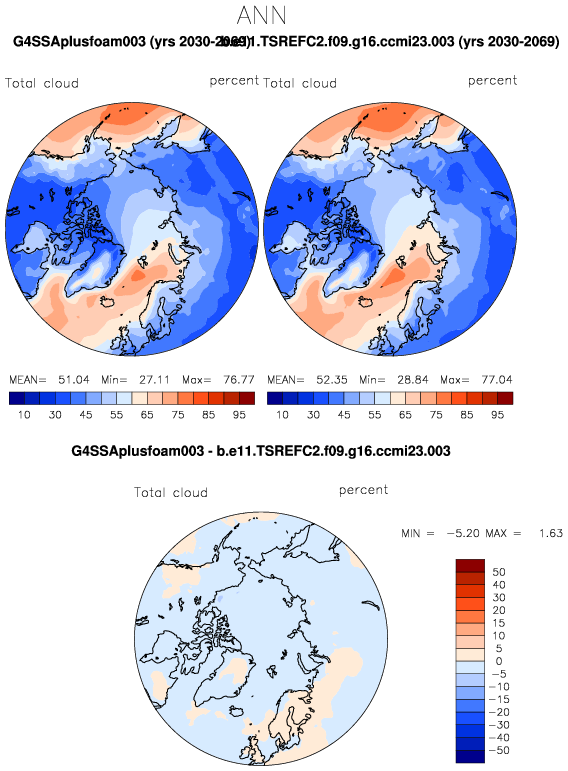 ANN
G4SSAplusfoam003 (yrs 2030-2069) b.e11.TSREFC2.f09.g16.ccmi23.003 (yrs 2030-2069)
Total cloud percent Total cloud percent
MEAN= 51.04 Min= 27.11 Max= 76.77 MEAN= 52.35 Min= 28.84 Max= 77.04
10 30 45 55 65 75 85 95 10 30 45 55 65 75 85 95
G4SSAplusfoam003 - b.e11.TSREFC2.f09.g16.ccmi23.003
Total cloud percent
MIN = -5.20 MAX = 1.63
50
40
30
20
10
5
0
-5
-10
-15
-20
-30
-40
-50